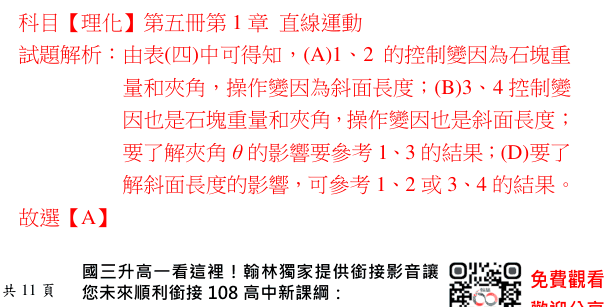 科目【理化】第五冊第 1 章 直線運動
試題解析：由表(四)中可得知，(A)1、2 的控制變因為石塊重
量和夾角，操作變因為斜面長度；(B)3、4 控制變
因也是石塊重量和夾角，操作變因也是斜面長度；
要了解夾角 θ 的影響要參考 1、3 的結果；(D)要了
解斜面長度的影響，可參考 1、2 或 3、4 的結果。
故選【A】
國三升高一看這裡！翰林獨家提供銜接影音讓
共 11 頁
您未來順利銜接 108 高中新課綱：
免費觀看
歡迎分享